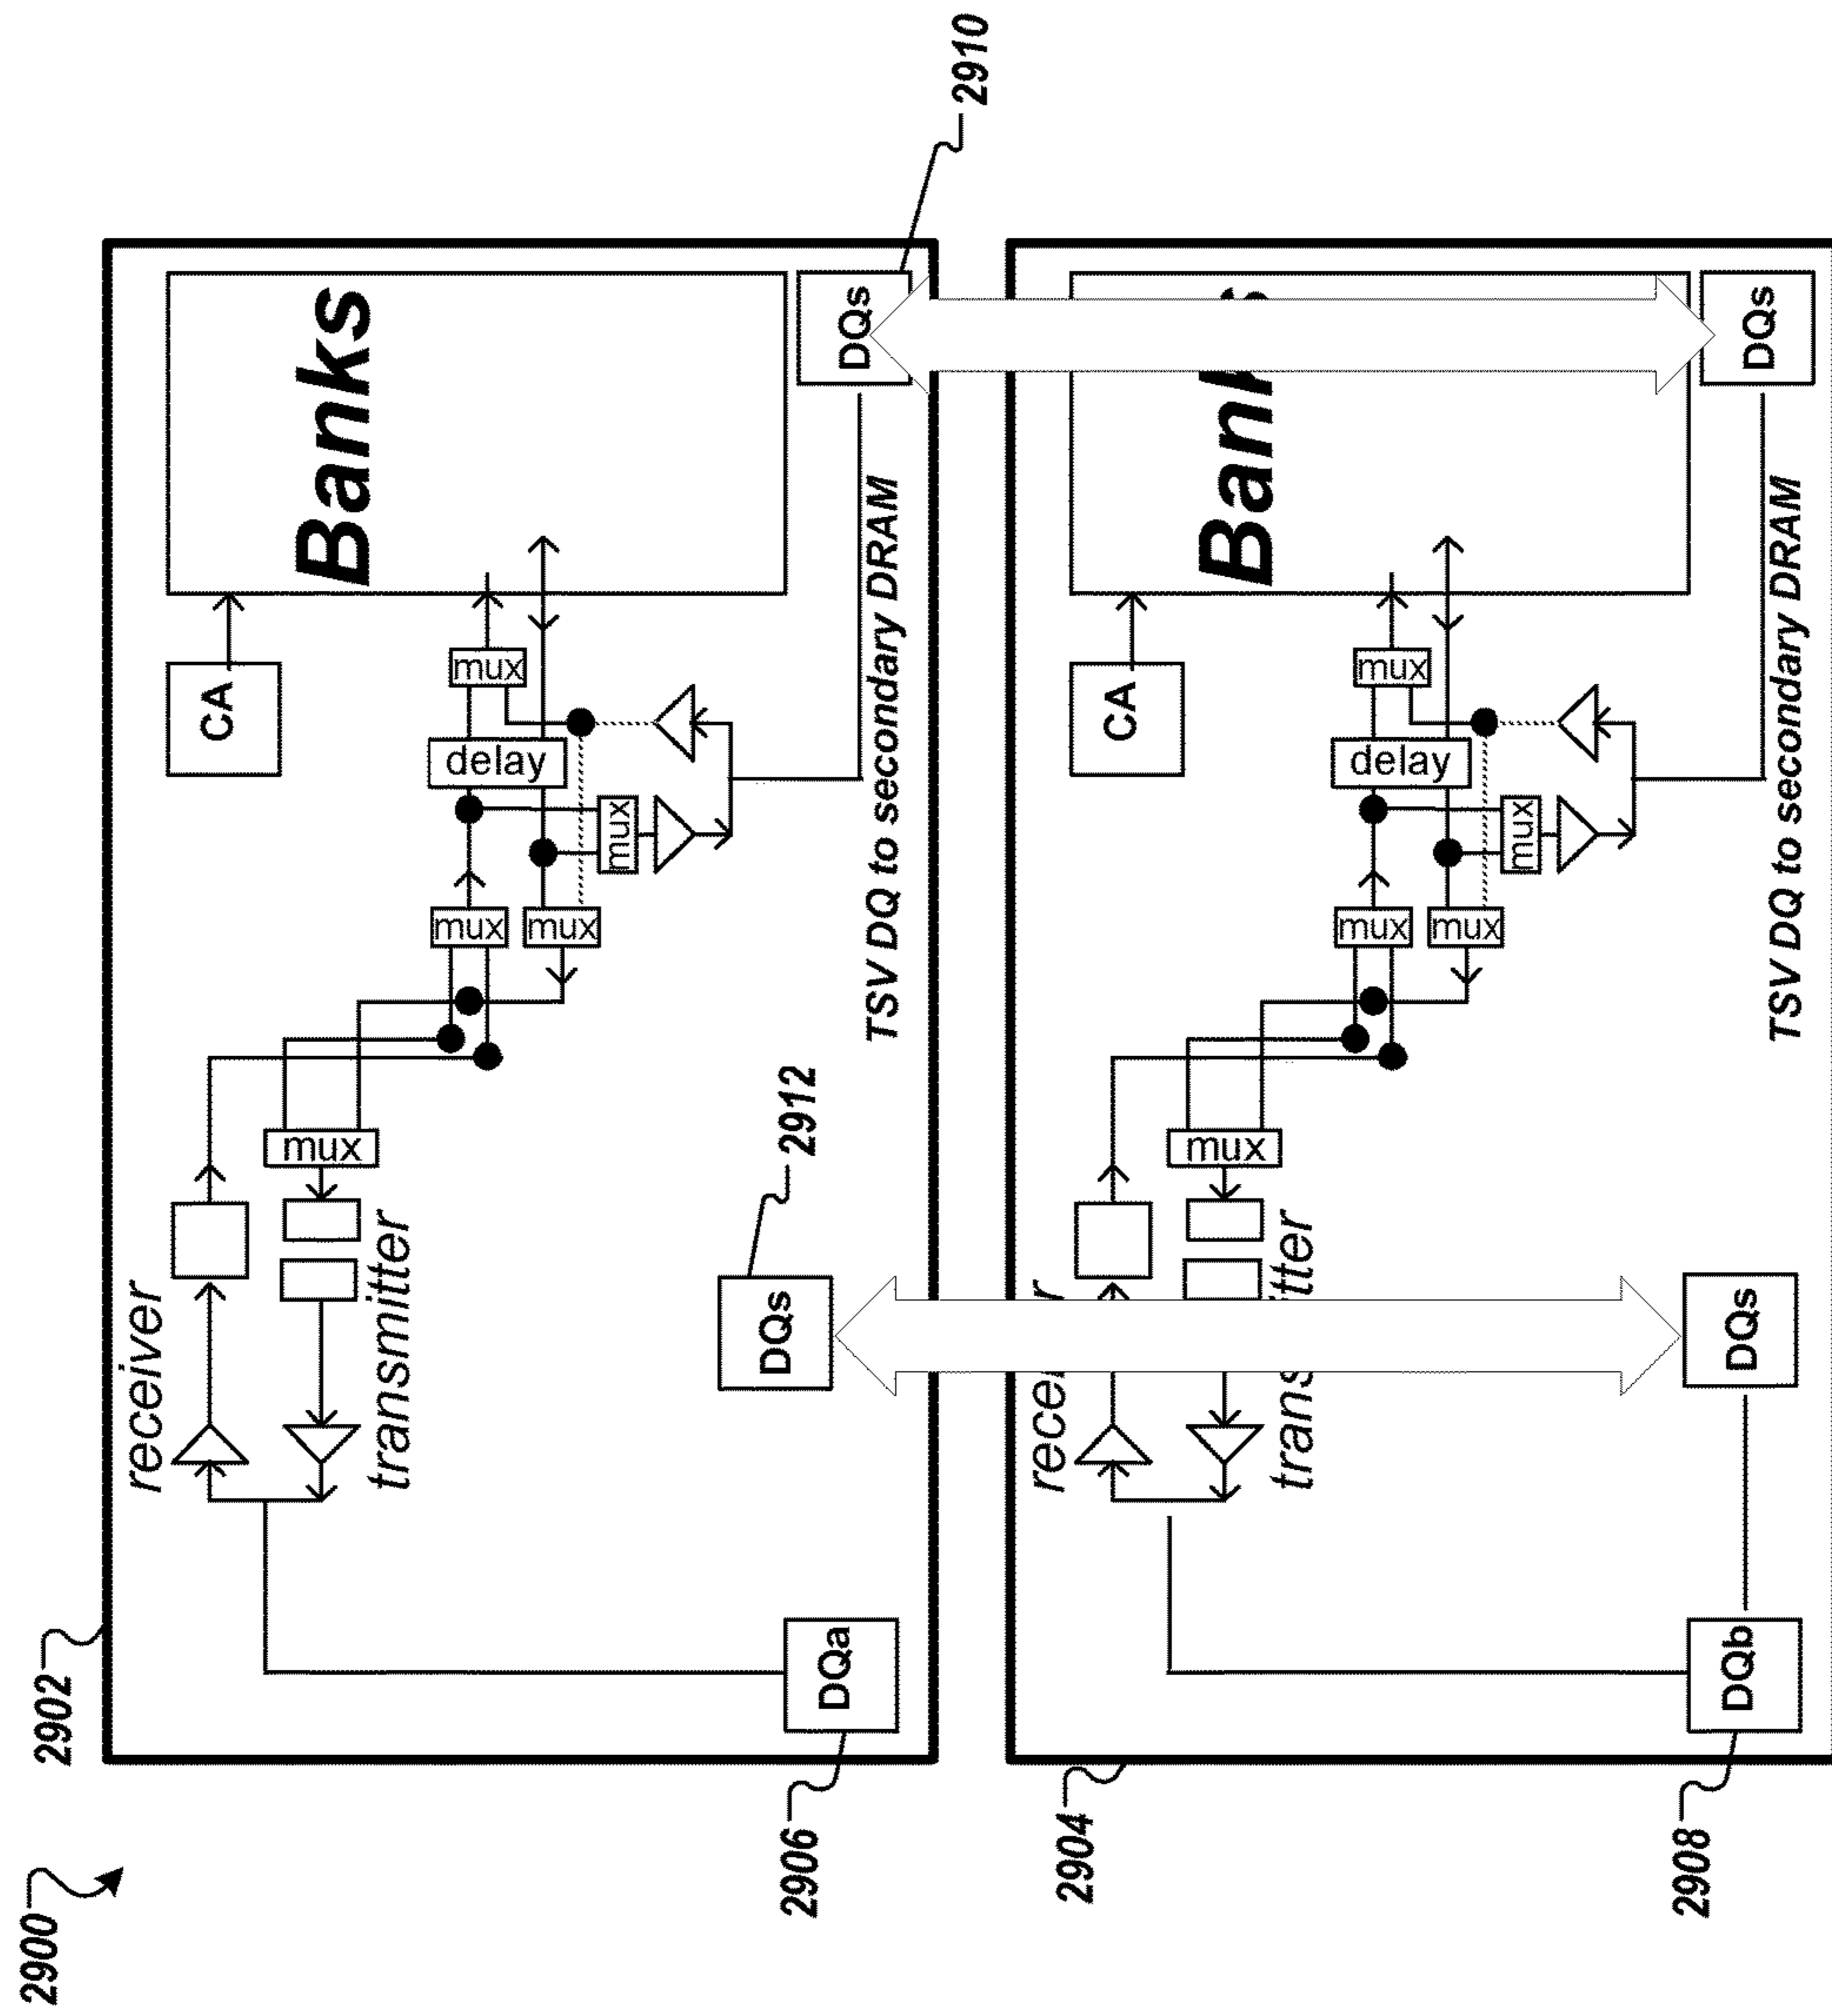 2900
2902
receiver
CA
mux
transmitter
Banks
mux
mux
delay
mux
mux
DQs
2912
2906
DQa
TSV DQ to secondary DRAM
DQs
2910
2904
CA
mux
mux
mux
delay
mux
mux
2908
DQb
DQs
TSV DQ to secondary DRAM
DQs